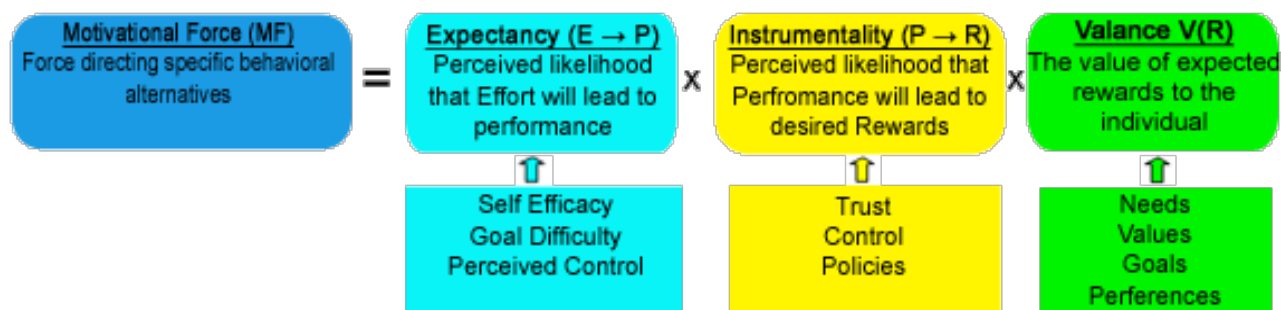 Motivational Force (MF)
Force directing specific behavioral
alternatives
=
Expectancy (E → P)
Perceived likelihood
that Effort will lead to
performance
x
Instrumentality (P → R)
Perceived likelihood that
Perfromance will lead to
desired Rewards
x
Valance V(R)
The value of expected
rewards to the
individual
Self Efficacy
Goal Difficulty
Perceived Control
Trust
Control
Policies
Needs
Values
Goals
Perferences